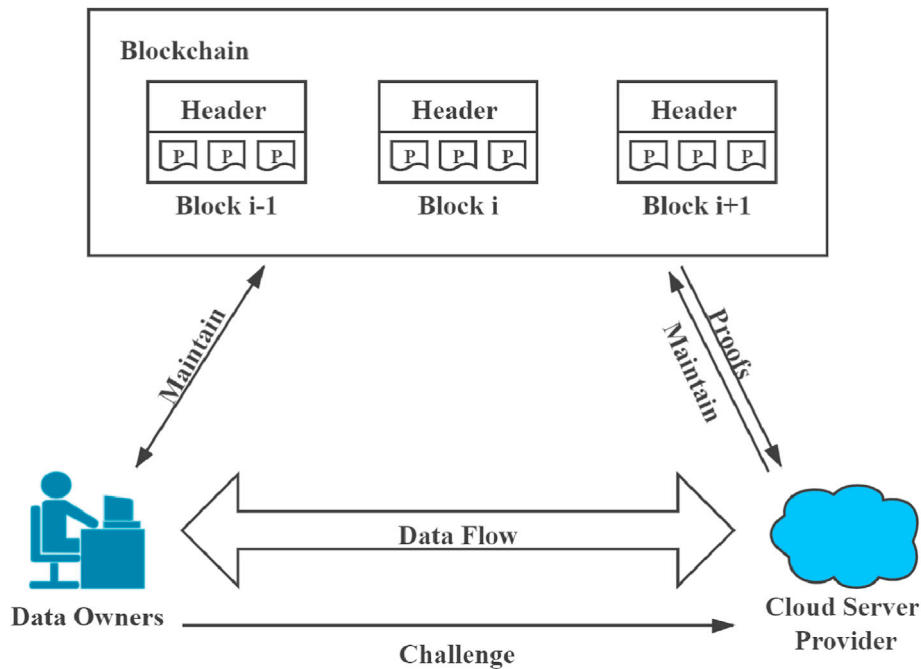 Blockchain
Header
Header
Header
P P P
P P P
P P P
Block i-1
Block i
Block i+1
Maintain
Proofs
Maintain
Data Flow
Data Owners
Cloud Server
Provider
Challenge